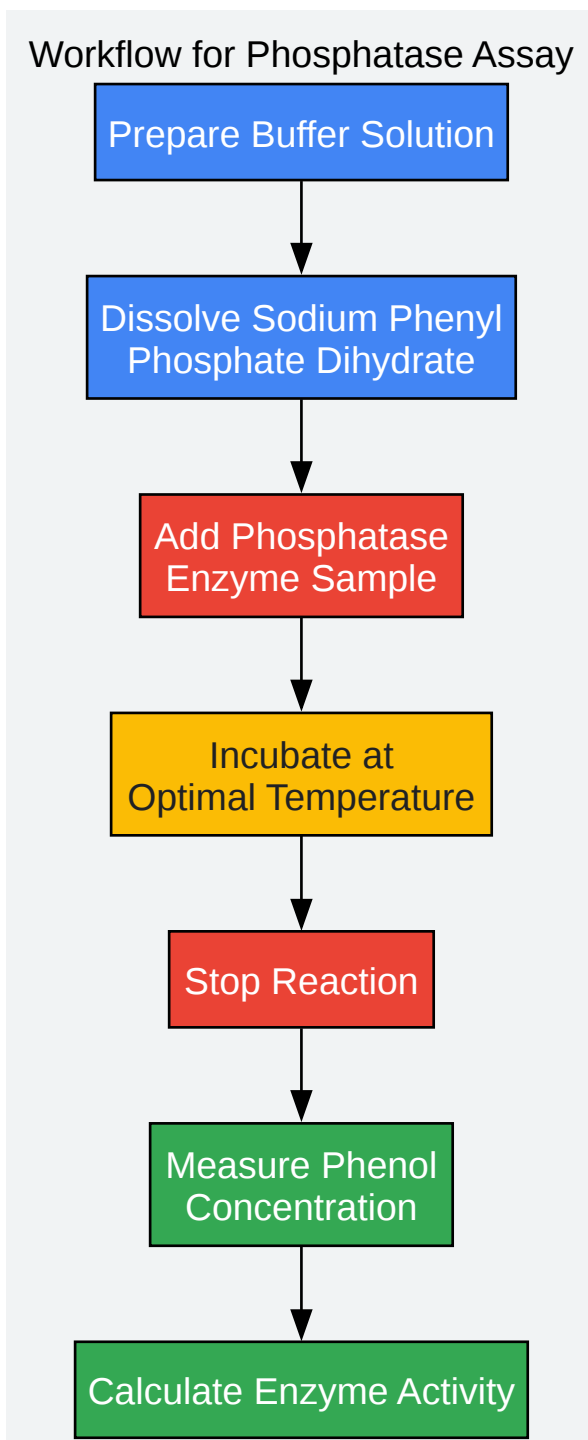 Workflow for Phosphatase Assay
Prepare Buffer Solution
Dissolve Sodium Phenyl
Phosphate Dihydrate
Add Phosphatase
Enzyme Sample
Incubate at
Optimal Temperature
Stop Reaction
Measure Phenol
Concentration
Calculate Enzyme Activity